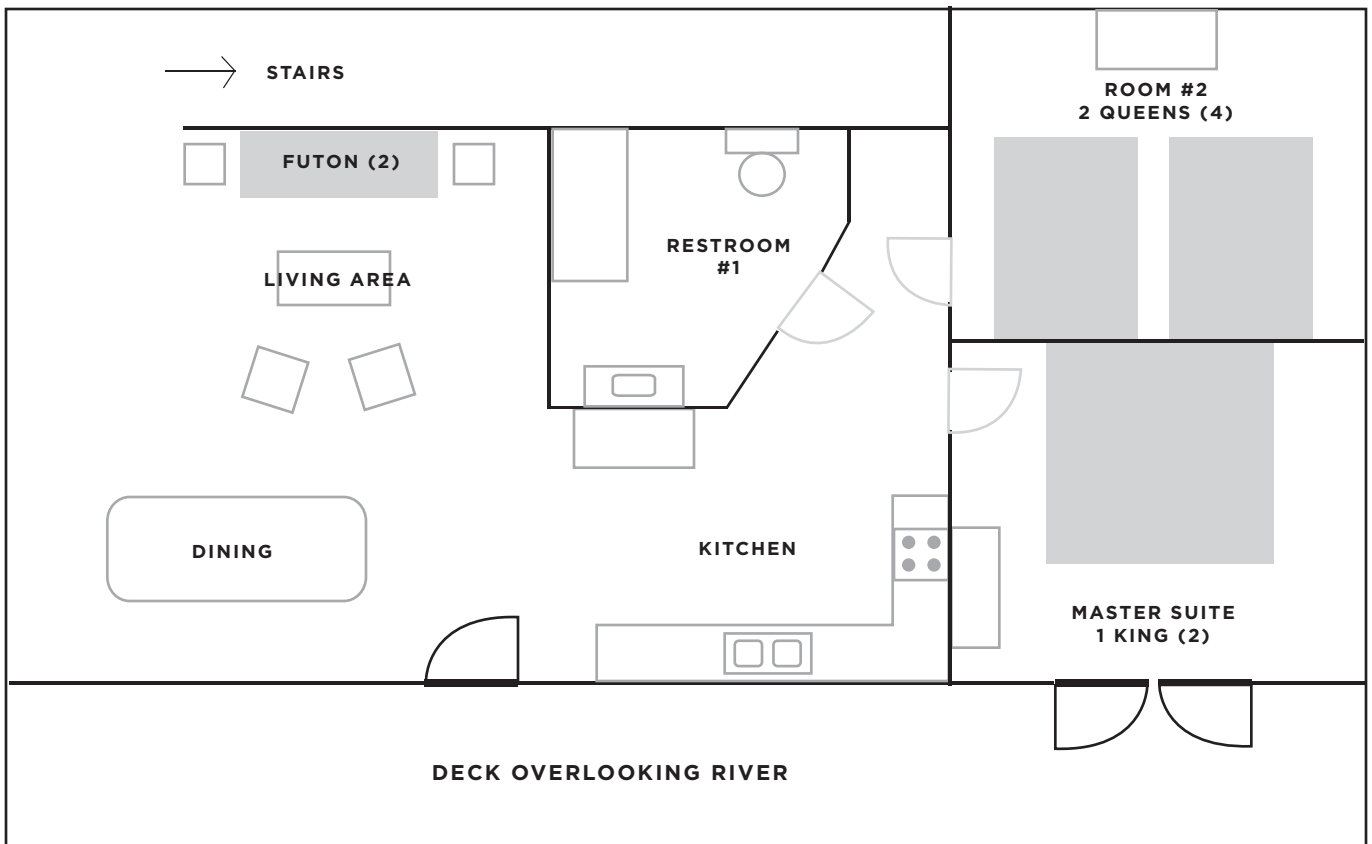 STAIRS
ROOM #2
2 QUEENS (4)
FUTON (2)
RESTROOM
#1
LIVING AREA
DINING
KITCHEN
MASTER SUITE
1 KING (2)
DECK OVERLOOKING RIVER